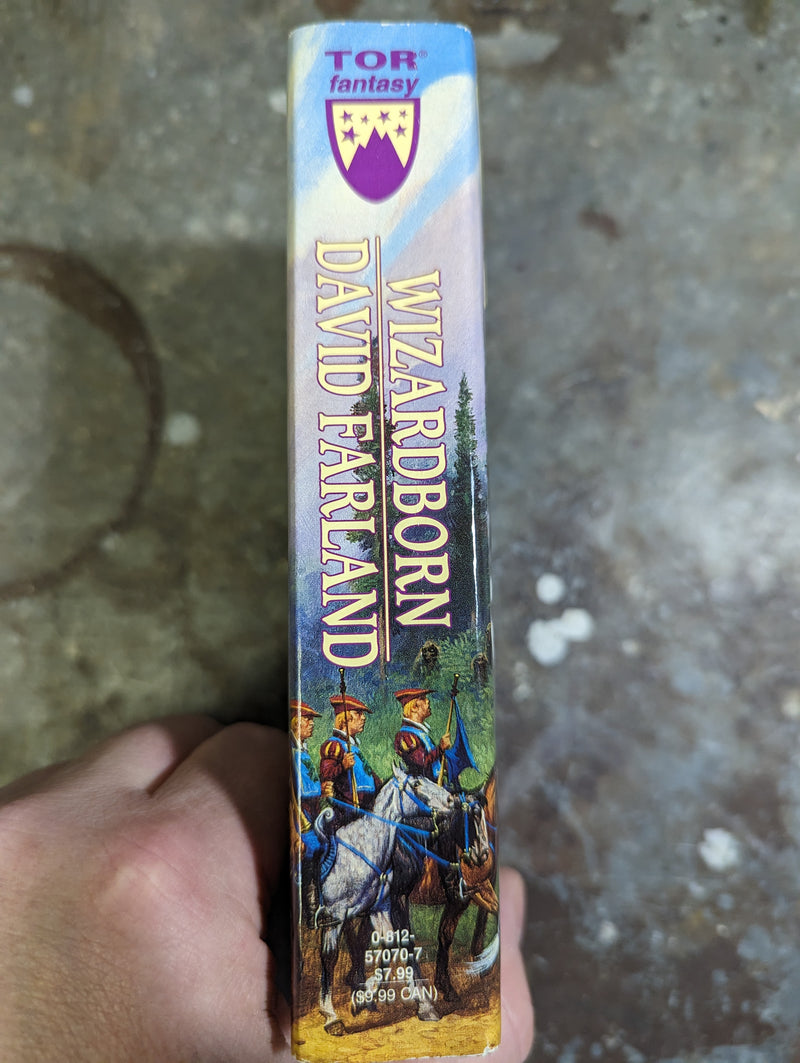 TOR®
fantasy
WIZARDBORN
DAVID FARLAND
0-812-
57070-7
$7.99
($9.99 CAN)